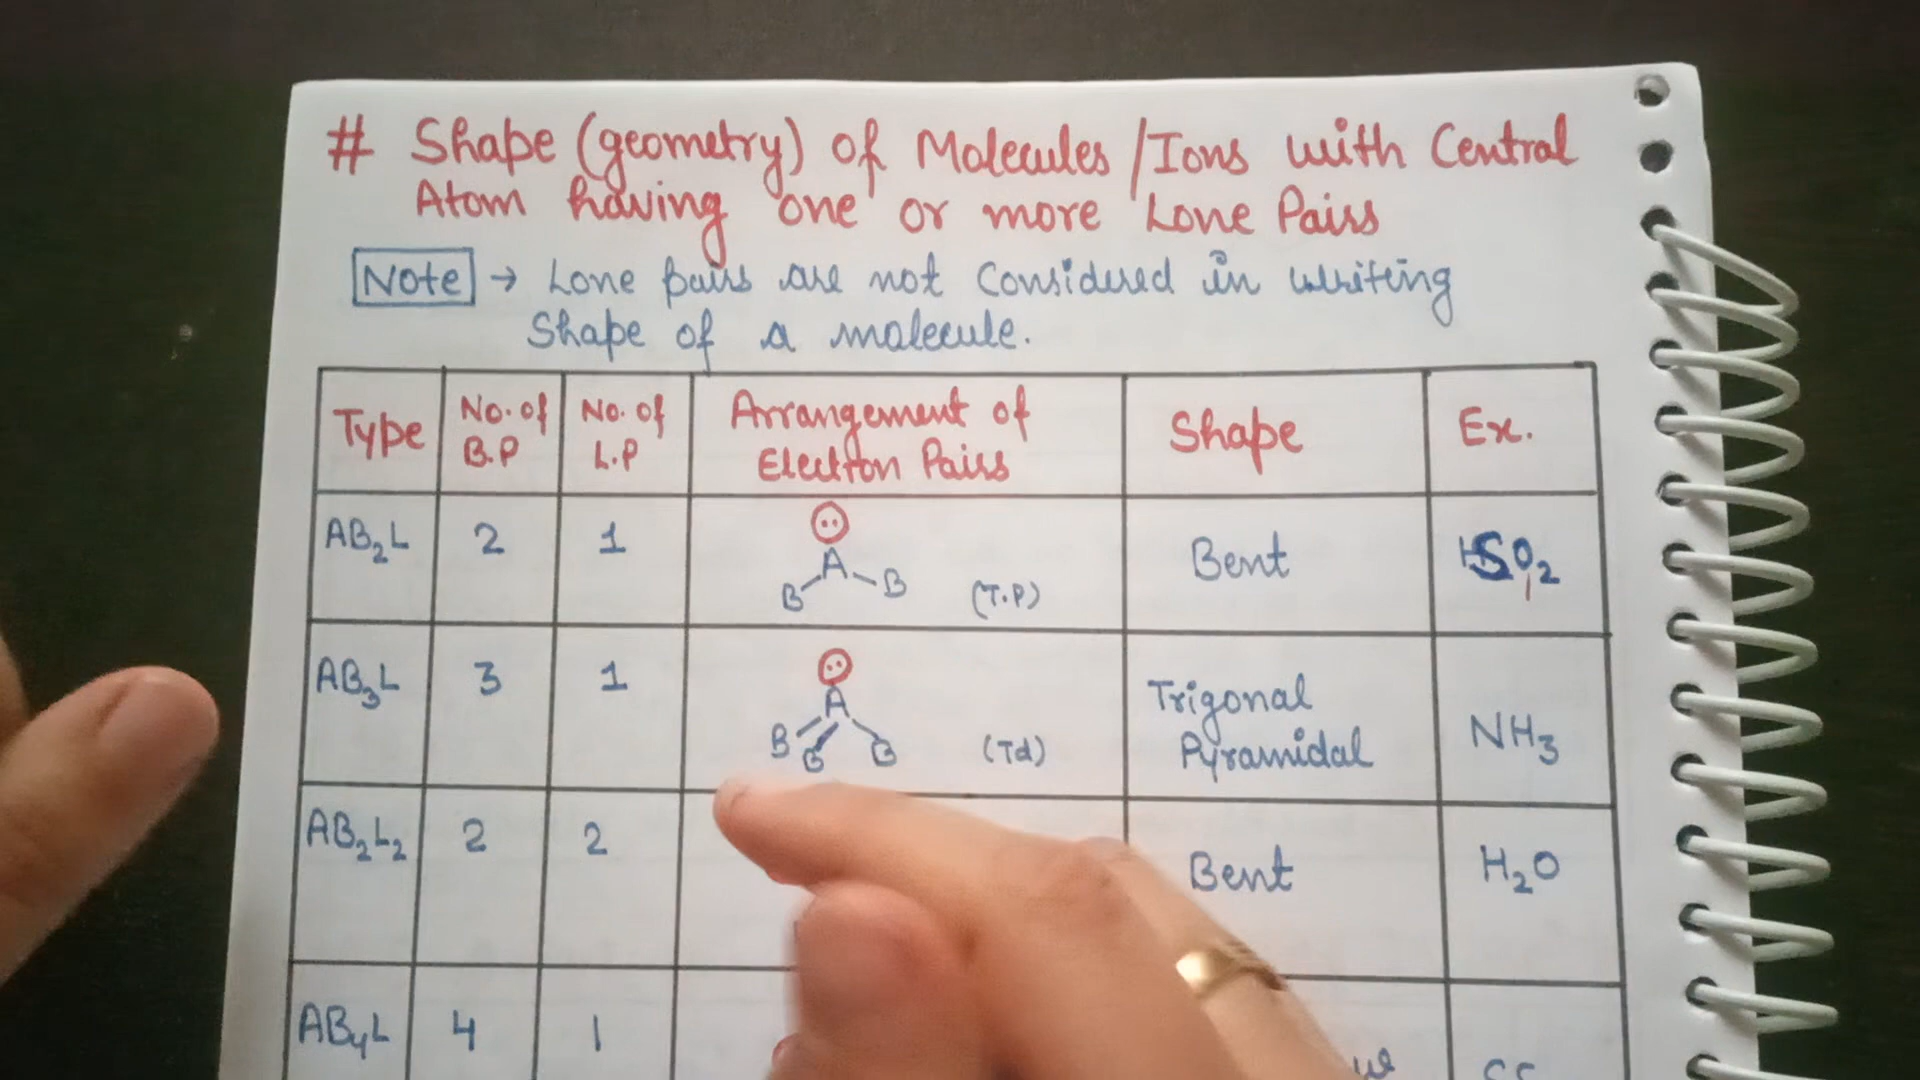 # Shape (geometry) of Molecules/Ions with Central
Atom having one or more Lone Pairs
Note → Lone pairs are not Considered in writing
Shape of a molecule.
Type No. of B.P No. of L.P Arrangement of Electron Pairs Shape Ex.
AB₂L 2 1 A B B (T.P) Bent SO₂
AB₃L 3 1 A B B B (Td) Trigonal Pyramidal NH₃
AB₂L₂ 2 2 Bent H₂O
AB₄L 4 1